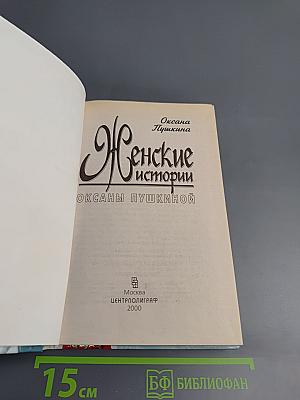 Оксана
Пушкина
Женские
истории
ОКСАНЫ ПУШКИНОЙ
Москва
ЦЕНТРПОЛИГРАФ
2000
15 см
БФ БИБЛИОФАН